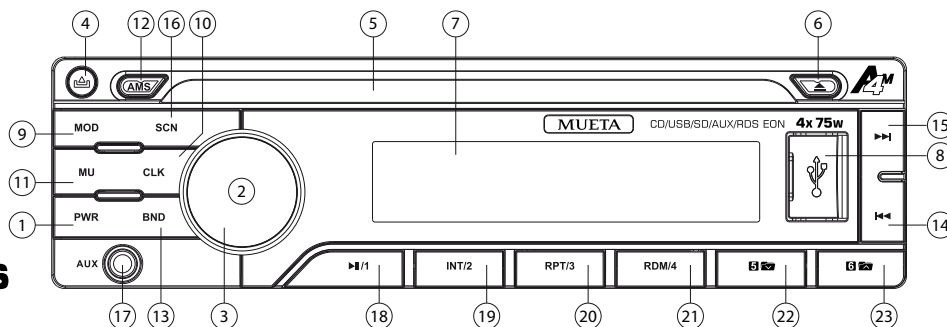 4 12 16 10 5 7 6
AMS
A4M
MOD SCN
MUETA CD/USB/SD/AUX/RDS EON 4x 75W
9 15
MU CLK
11 2 8
PWR BND
1 14
AUX
▶II/1 INT/2 RPT/3 RDM/4 5 6
S
17 13 3 18 19 20 21 22 23